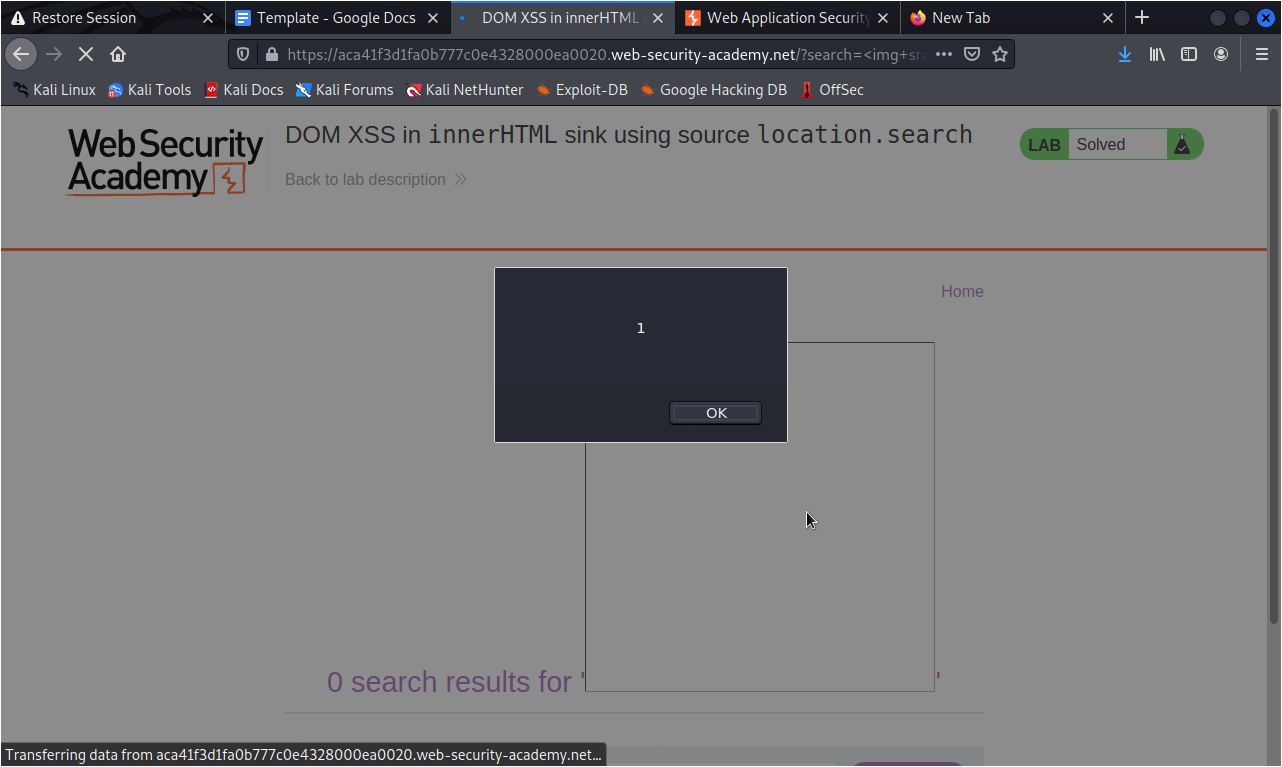 Restore Session
Template - Google Docs
DOM XSS in innerHTML s
Web Application Security
New Tab
https://aca41f3d1fa0b777c0e4328000ea0020.web-security-academy.net/?search=<img+src
Kali Linux Kali Tools Kali Docs Kali Forums Kali NetHunter Exploit-DB Google Hacking DB OffSec
Web Security
Academy
DOM XSS in innerHTML sink using source location.search
Back to lab description
LAB Solved
Home
1
OK
0 search results for ' '
Transferring data from aca41f3d1fa0b777c0e4328000ea0020.web-security-academy.net…